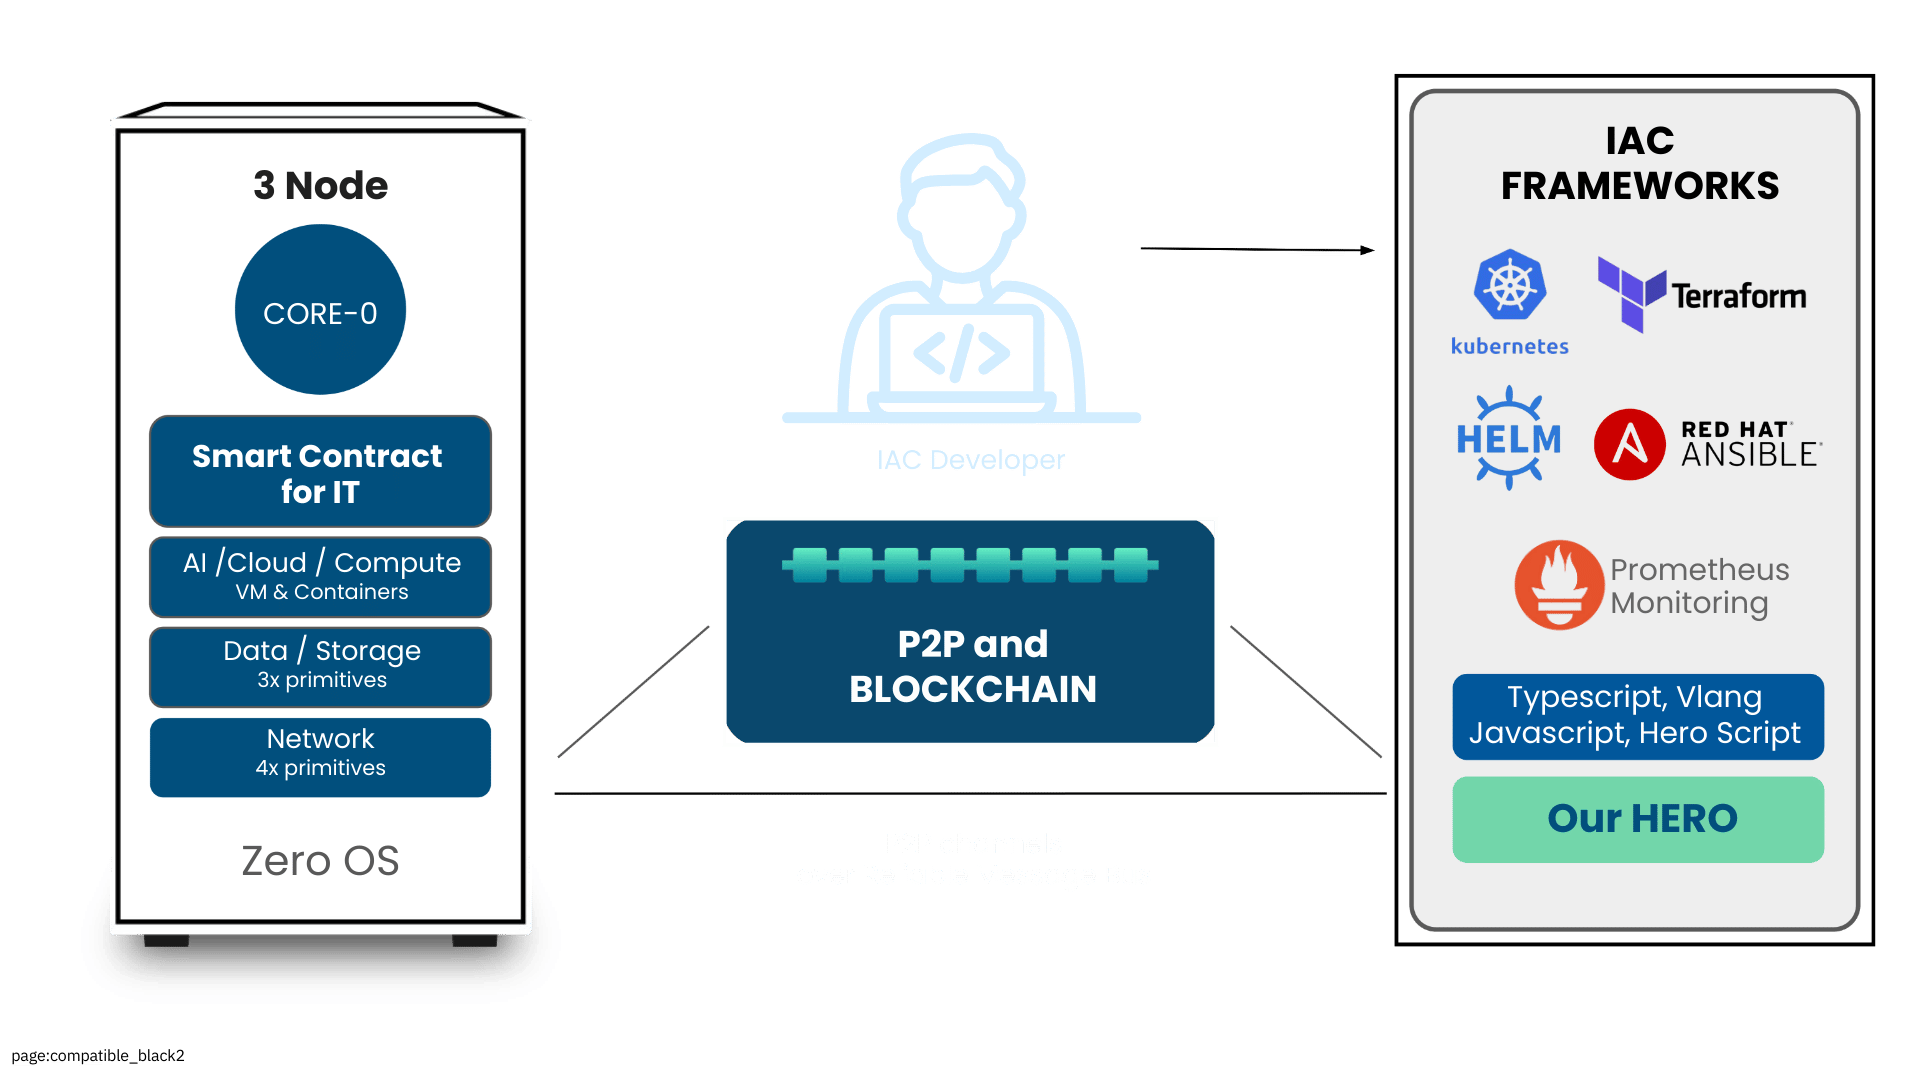 3 Node
CORE-0
Smart Contract
for IT
AI /Cloud / Compute
VM & Containers
Data / Storage
3x primitives
Network
4x primitives
Zero OS
IAC Developer
P2P and
BLOCKCHAIN
IAC
FRAMEWORKS
kubernetes
Terraform
HELM
RED HAT
ANSIBLE
Prometheus
Monitoring
Typescript, Vlang
Javascript, Hero Script
Our HERO
page:compatible_black2